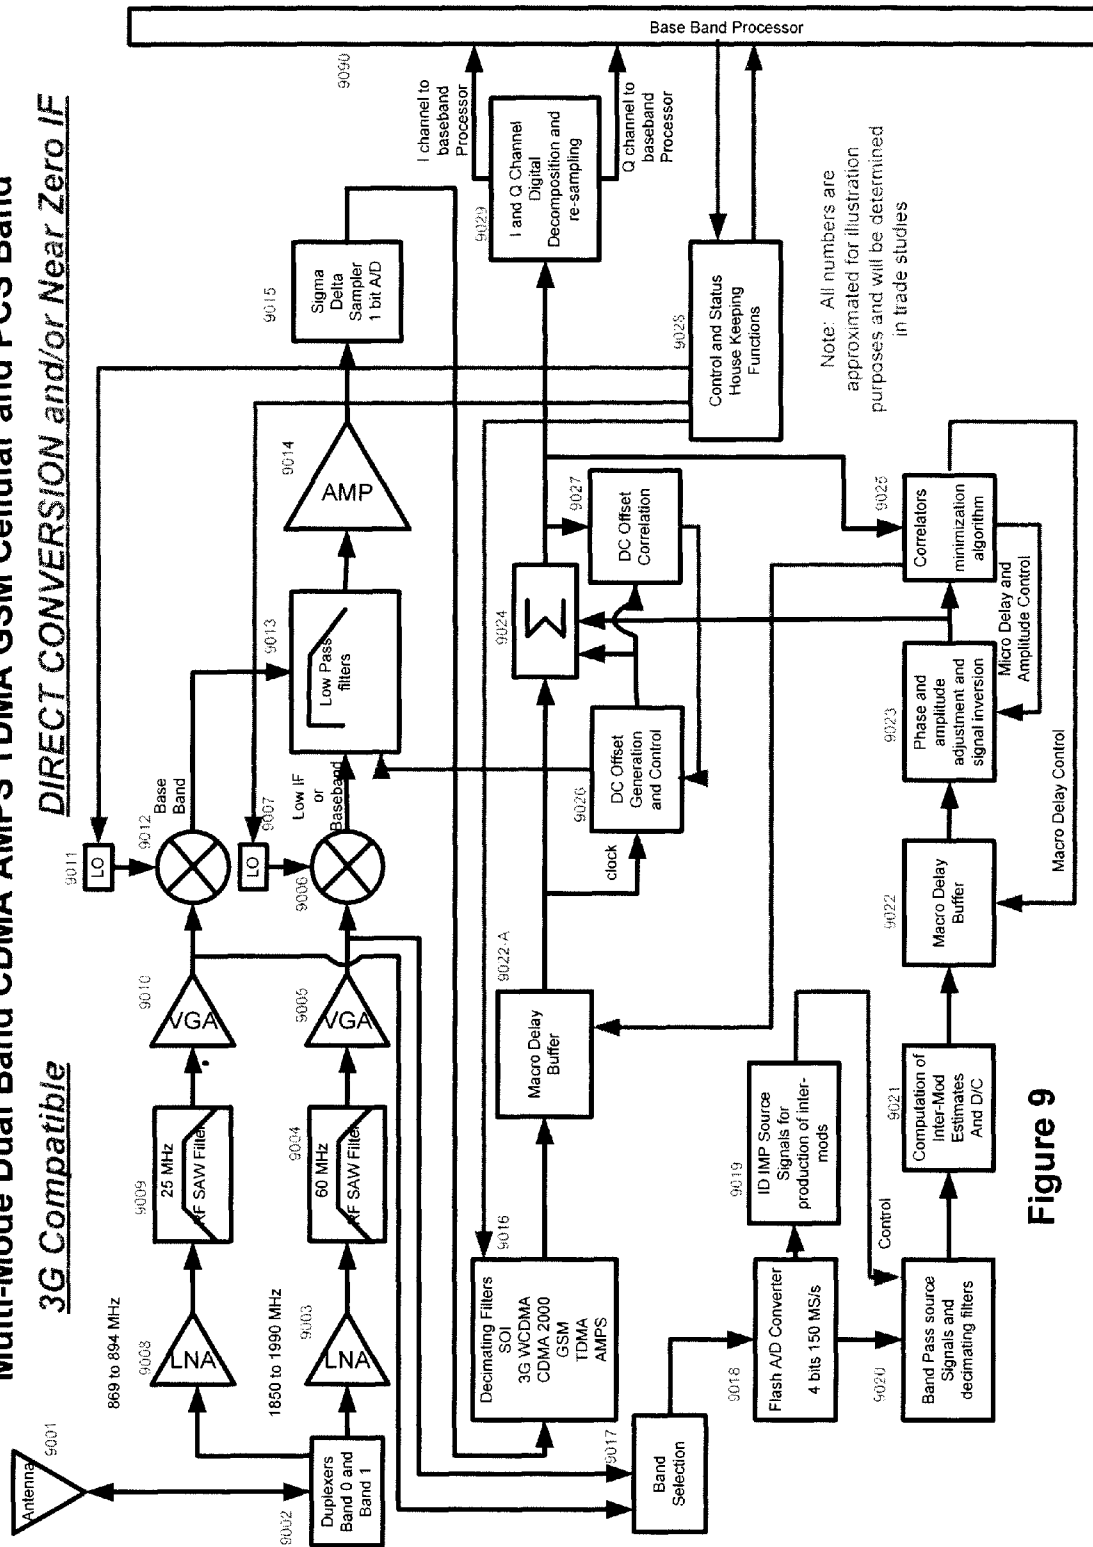 Multi-Mode Dual Band CDMA AMPS TDMA GSM Cellular and PCS Band
3G Compatible
DIRECT CONVERSION and/or Near Zero IF
Antenna
9001
9002
Duplexers
Band 0 and
Band 1
869 to 894 MHz
9008
LNA
9009
25 MHz
RF SAW Filter
9010
VGA
9011
LO
9012
Base
Band
1850 to 1990 MHz
9003
LNA
9004
60 MHz
RF SAW Filter
9005
VGA
9006
9007
LO
Low IF
or
Baseband
9013
Low Pass
filters
9014
AMP
9015
Sigma
Delta
Sampler
1 bit A/D
9016
Decimating Filters
SOI
3G WCDMA
CDMA 2000
GSM
TDMA
AMPS
9022-A
Macro Delay
Buffer
clock
9026
DC Offset
Generation
and Control
9024
Σ
9027
DC Offset
Correlation
9028
Control and Status
House Keeping
Functions
9029
I and Q Channel
Digital
Decomposition and
re-sampling
I channel to
baseband
Processor
Q channel to
baseband
Processor
9090
Base Band Processor
9017
Band
Selection
9018
Flash A/D Converter
4 bits 150 MS/s
9019
ID IMP Source
Signals for
production of inter-
mods
Control
9020
Band Pass source
Signals and
decimating filters
9021
Computation of
Inter-Mod
Estimates
And D/C
9022
Macro Delay
Buffer
9023
Phase and
amplitude
adjustment and
signal inversion
9025
Correlators
minimization
algorithm
Micro Delay and
Amplitude Control
Macro Delay Control
Note: All numbers are
approximated for illustration
purposes and will be determined
in trade studies
Figure 9